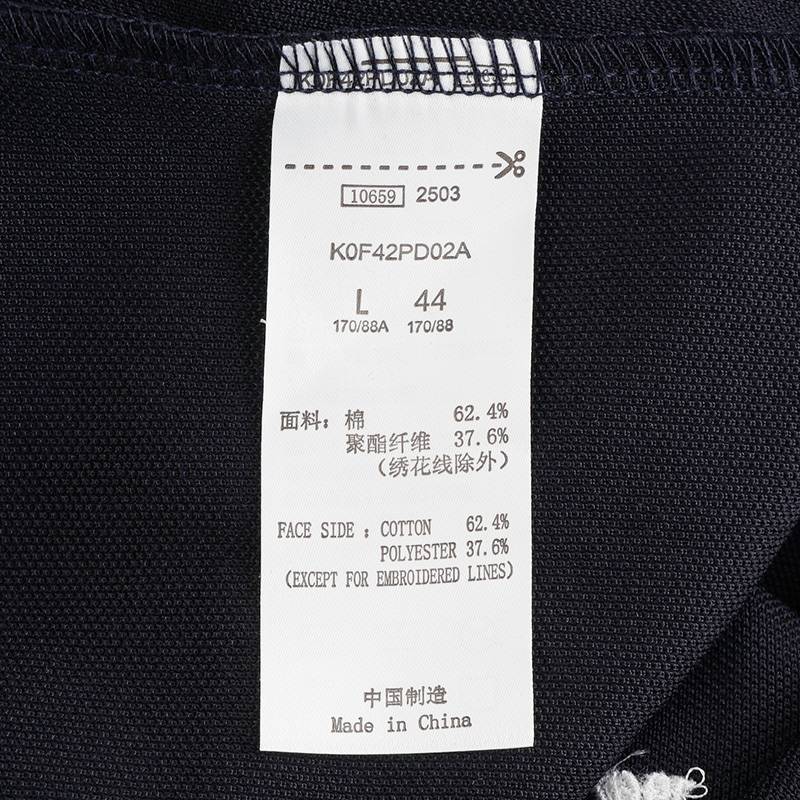 10659 2503
K0F42PD02A
L 44
170/88A 170/88
面料：棉 62.4%
聚酯纤维 37.6%
（绣花线除外）
FACE SIDE : COTTON 62.4%
POLYESTER 37.6%
(EXCEPT FOR EMBROIDERED LINES)
中国制造
Made in China